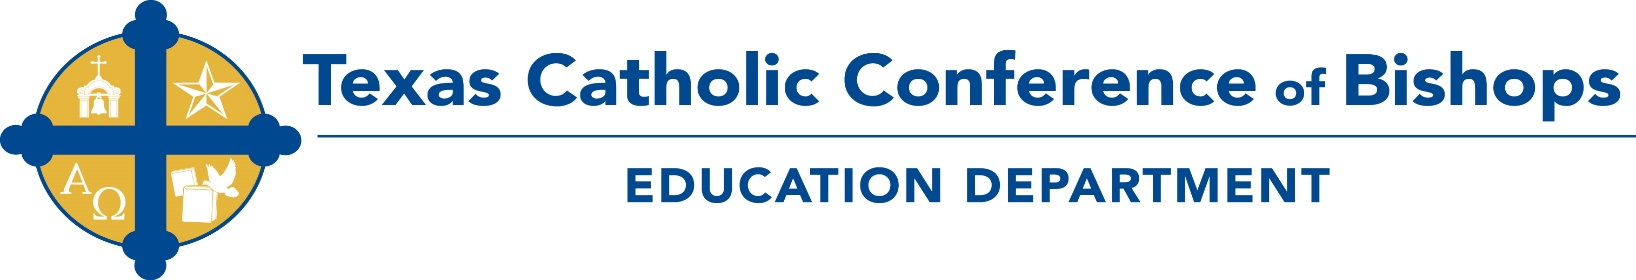 Texas Catholic Conference of Bishops
EDUCATION DEPARTMENT
Α
Ω